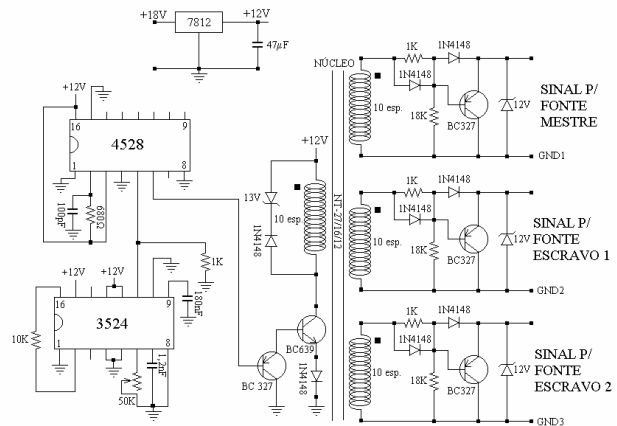 +18V
7812
+12V
47µF
+12V
16
9
4528
1
8
100pF
680Ω
+12V
+12V
16
9
3524
1
8
180nF
1K
10K
1,2nF
50K
+12V
13V
10 esp.
1N4148
BC639
BC 327
1N4148
NÚCLEO
NT-27/16/12
1K
1N4148
1N4148
10 esp.
18K
BC327
12V
SINAL P/
FONTE
MESTRE
GND1
1K
1N4148
1N4148
10 esp.
18K
BC327
12V
SINAL P/
FONTE
ESCRAVO 1
GND2
1K
1N4148
1N4148
10 esp.
18K
BC327
12V
SINAL P/
FONTE
ESCRAVO 2
GND3